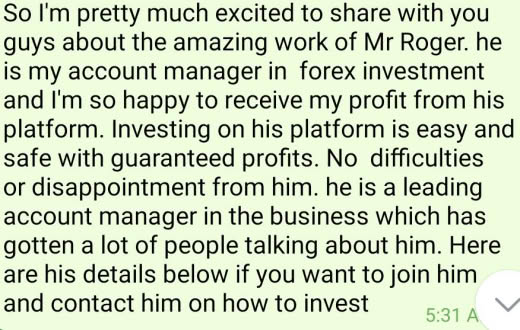 So I'm pretty much excited to share with you
guys about the amazing work of Mr Roger. he
is my account manager in  forex investment
and I'm so happy to receive my profit from his
platform. Investing on his platform is easy and
safe with guaranteed profits. No  difficulties
or disappointment from him. he is a leading
account manager in the business which has
gotten a lot of people talking about him. Here
are his details below if you want to join him
and contact him on how to invest
5:31 A